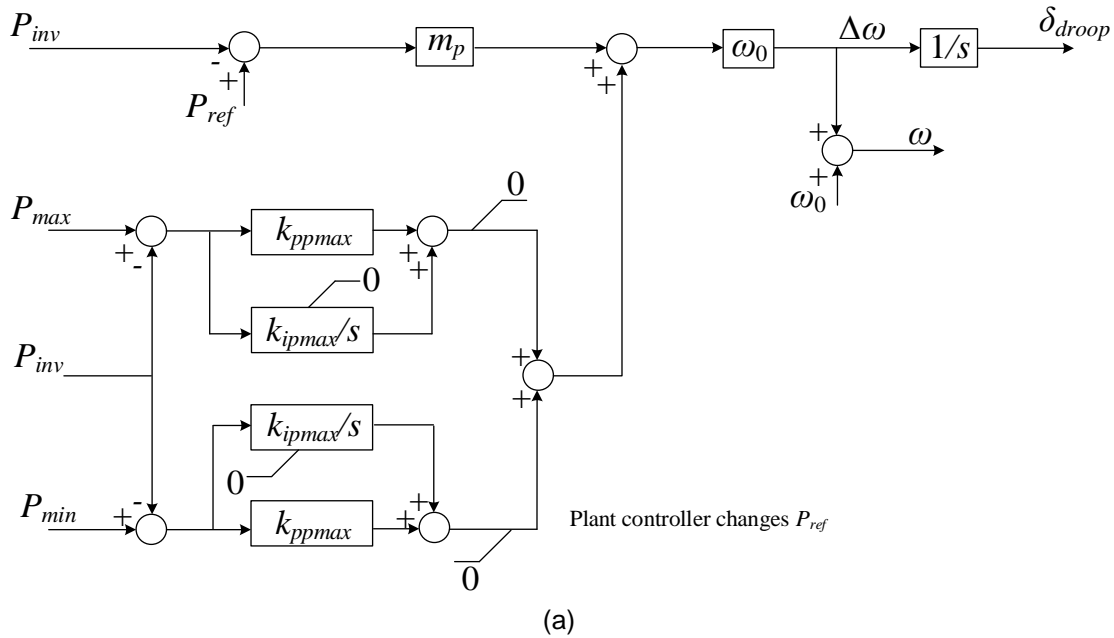 P_inv
m_p
ω_0
Δω
1/s
δ_droop
- +
+ +
P_ref
+
ω
+
ω_0
0
P_max
k_ppmax
+ -
+ +
0
k_ipmax/s
P_inv
+
+
k_ipmax/s
0
P_min
+ -
k_ppmax
+ +
0
Plant controller changes P_ref
(a)